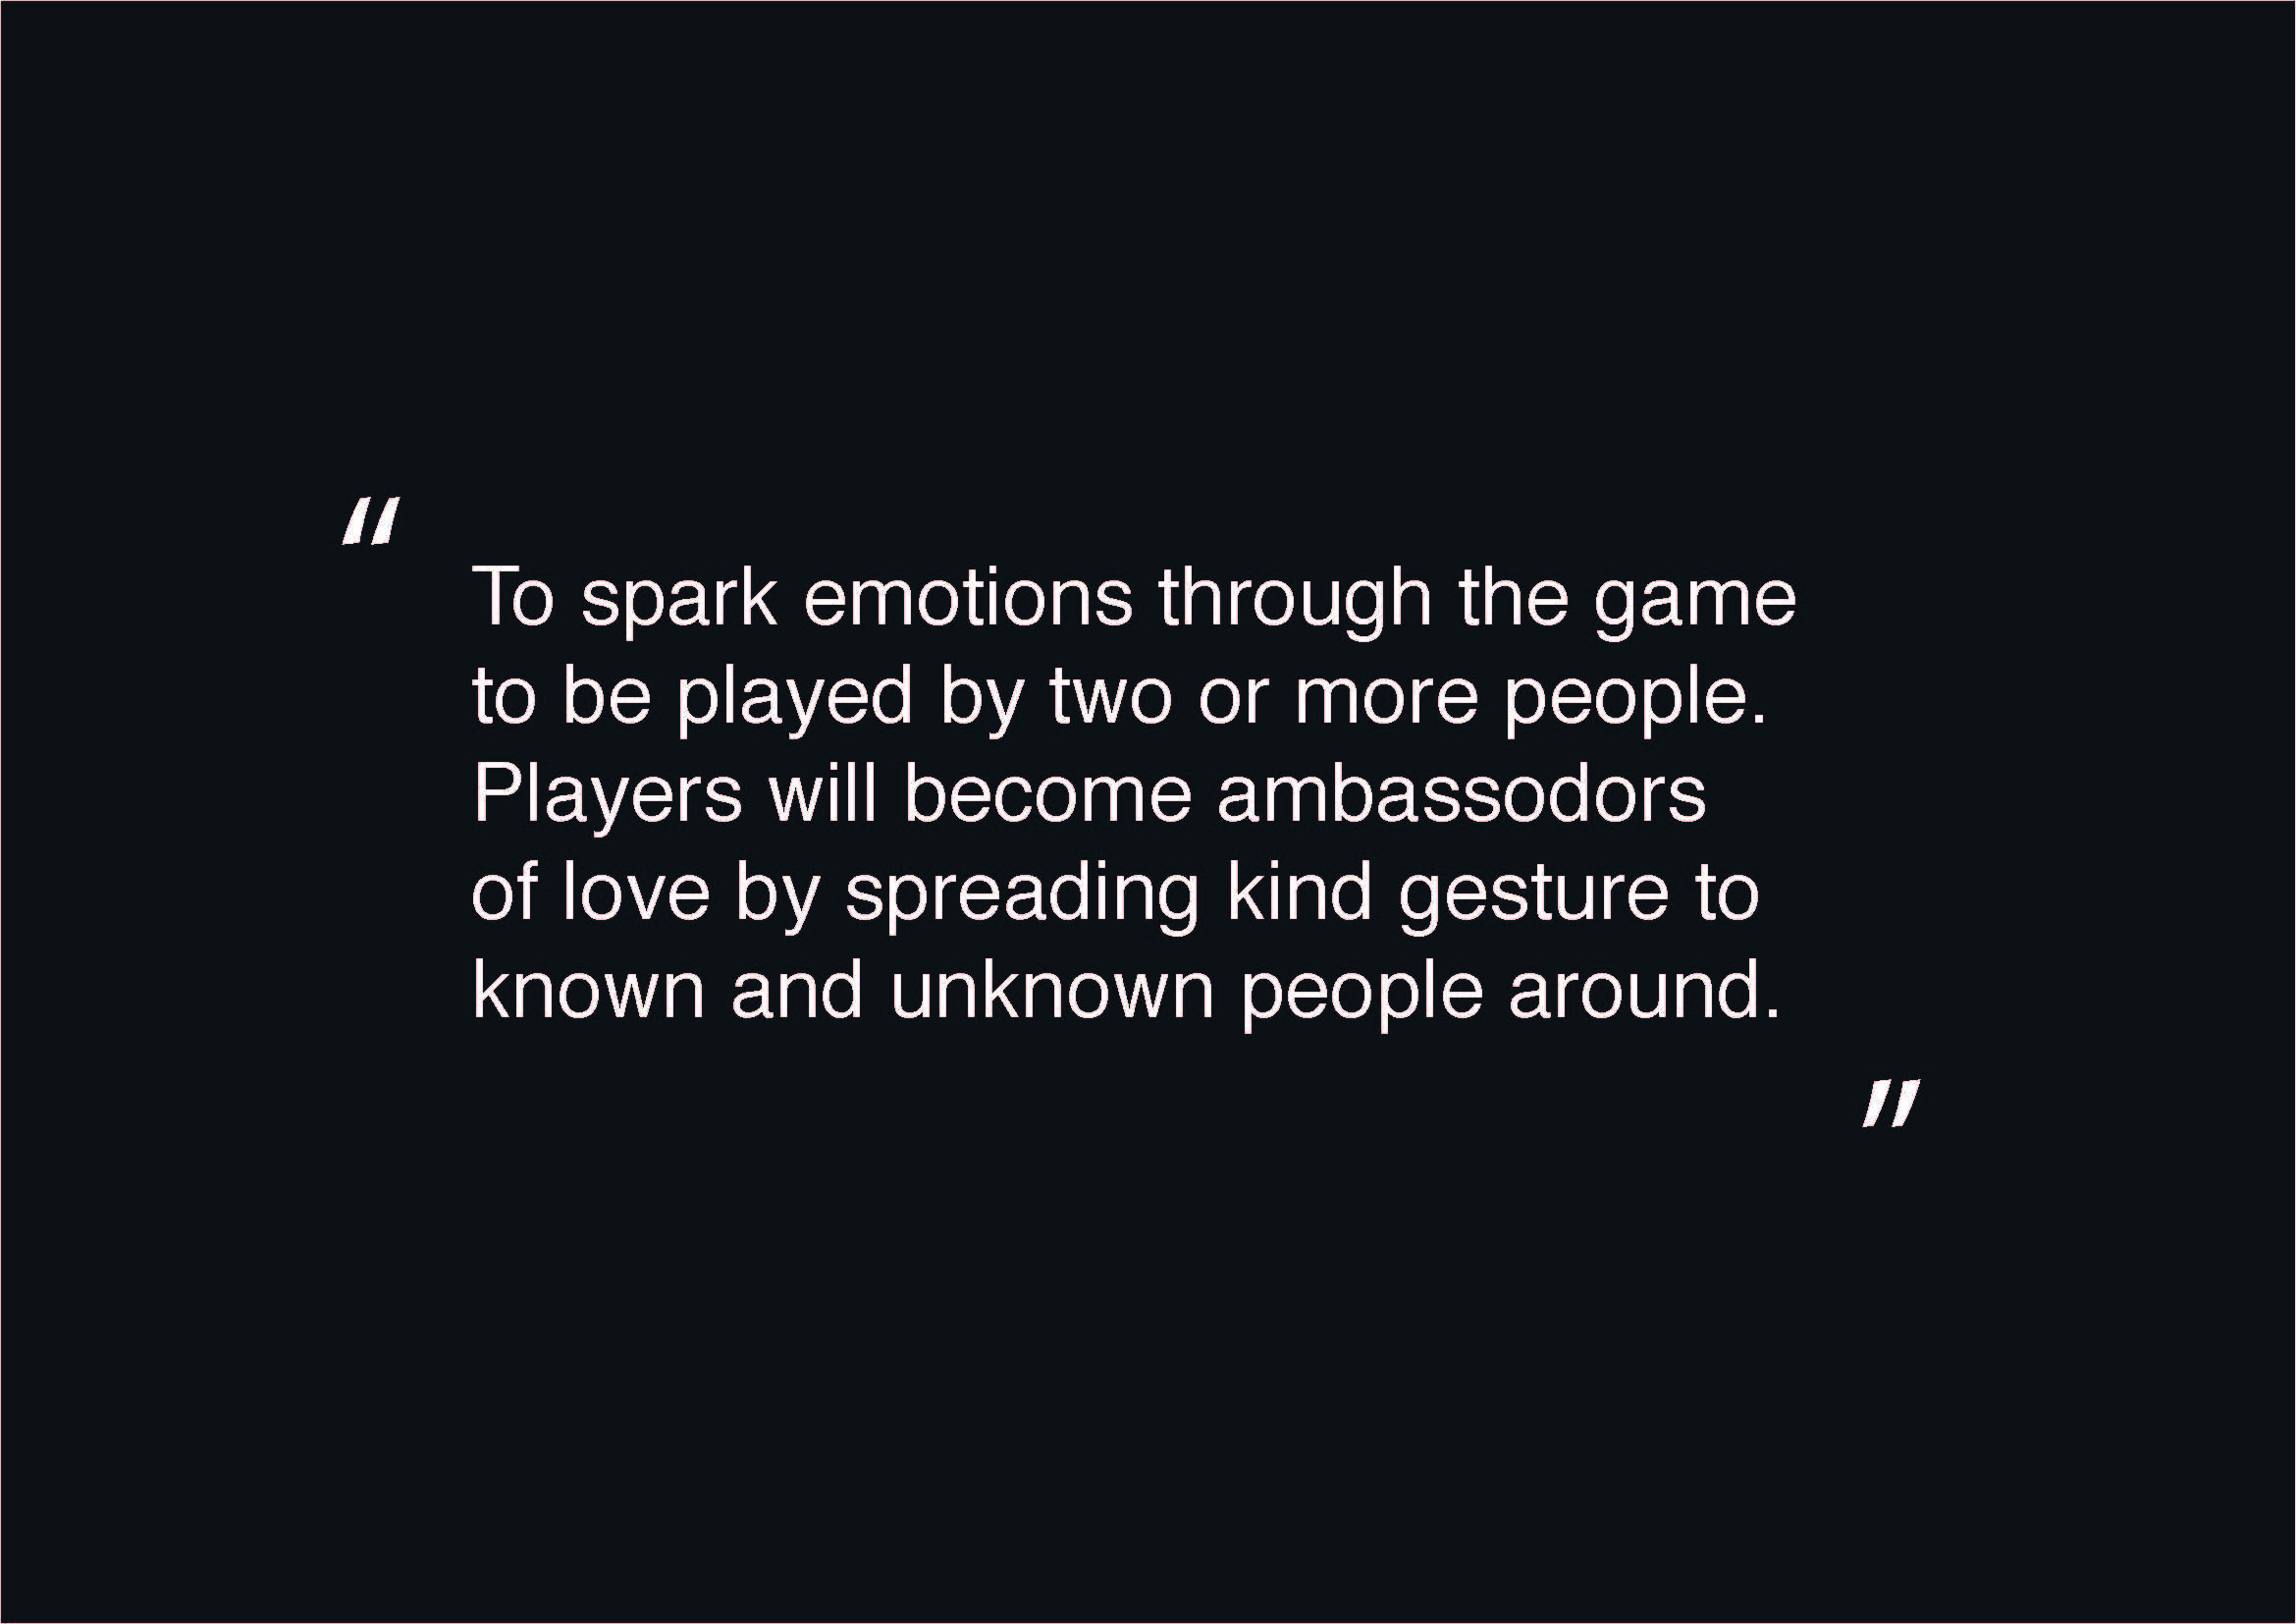 “
To spark emotions through the game
to be played by two or more people.
Players will become ambassodors
of love by spreading kind gesture to
known and unknown people around.
”